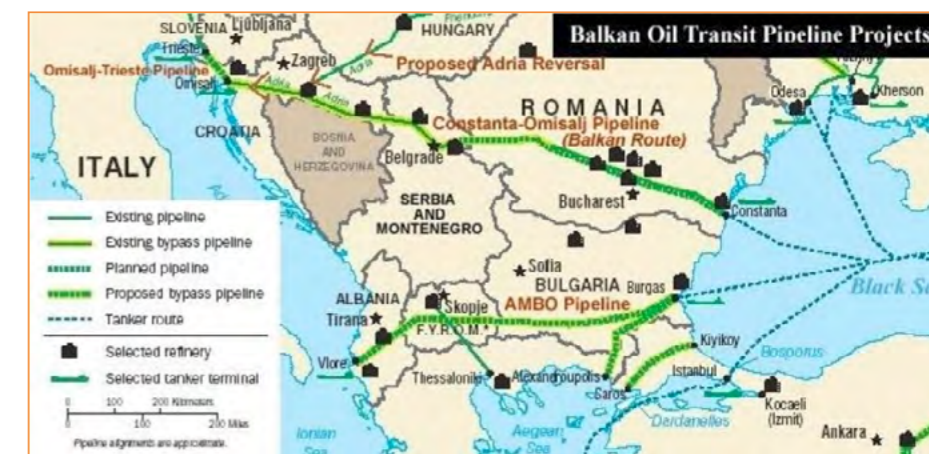 Balkan Oil Transit Pipeline Projects
SLOVENIA
Ljubljana
HUNGARY
Trieste
Zagreb
Adria
Proposed Adria Reversal
Omisalj-Trieste Pipeline
Omisalj
Adria
Adria
ROMANIA
Odesa
Kherson
CROATIA
BOSNIA
AND
HERZEGOVINA
Constanta-Omisalj Pipeline
(Balkan Route)
Belgrade
ITALY
SERBIA
AND
MONTENEGRO
Bucharest
Constanta
Existing pipeline
Existing bypass pipeline
Planned pipeline
Proposed bypass pipeline
Tanker route
Selected refinery
Selected tanker terminal
0 100 200 Kilometers
0 100 200 Miles
Pipeline alignments are approximate.
Sofia
BULGARIA
Burgas
Black Se
ALBANIA
Skopje
AMBO Pipeline
Tirana
F.Y.R.O.M.*
Vlore
Kiyikoy
Bosporus
Thessaloniki
Alexandroupolis
Istanbul
Saros
Kocaeli
(Izmit)
Dardanelles
Ionian
Sea
Aegean
Sea
Ankara